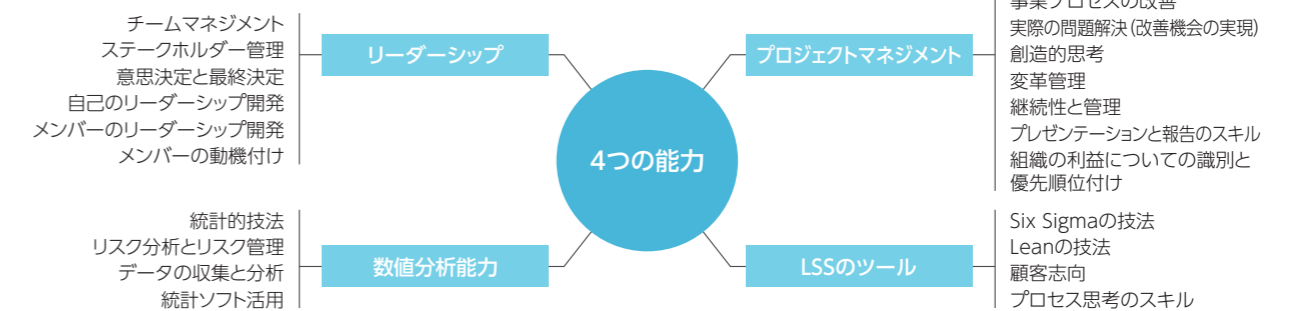 チームマネジメント
ステークホルダー管理
意思決定と最終決定
自己のリーダーシップ開発
メンバーのリーダーシップ開発
メンバーの動機付け
リーダーシップ
統計的技法
リスク分析とリスク管理
データの収集と分析
統計ソフト活用
数値分析能力
4つの能力
プロジェクトマネジメント
事業プロセスの改善
実際の問題解決(改善機会の実現)
創造的思考
変革管理
継続性と管理
プレゼンテーションと報告のスキル
組織の利益についての識別と
優先順位付け
LSSのツール
Six Sigmaの技法
Leanの技法
顧客志向
プロセス思考のスキル